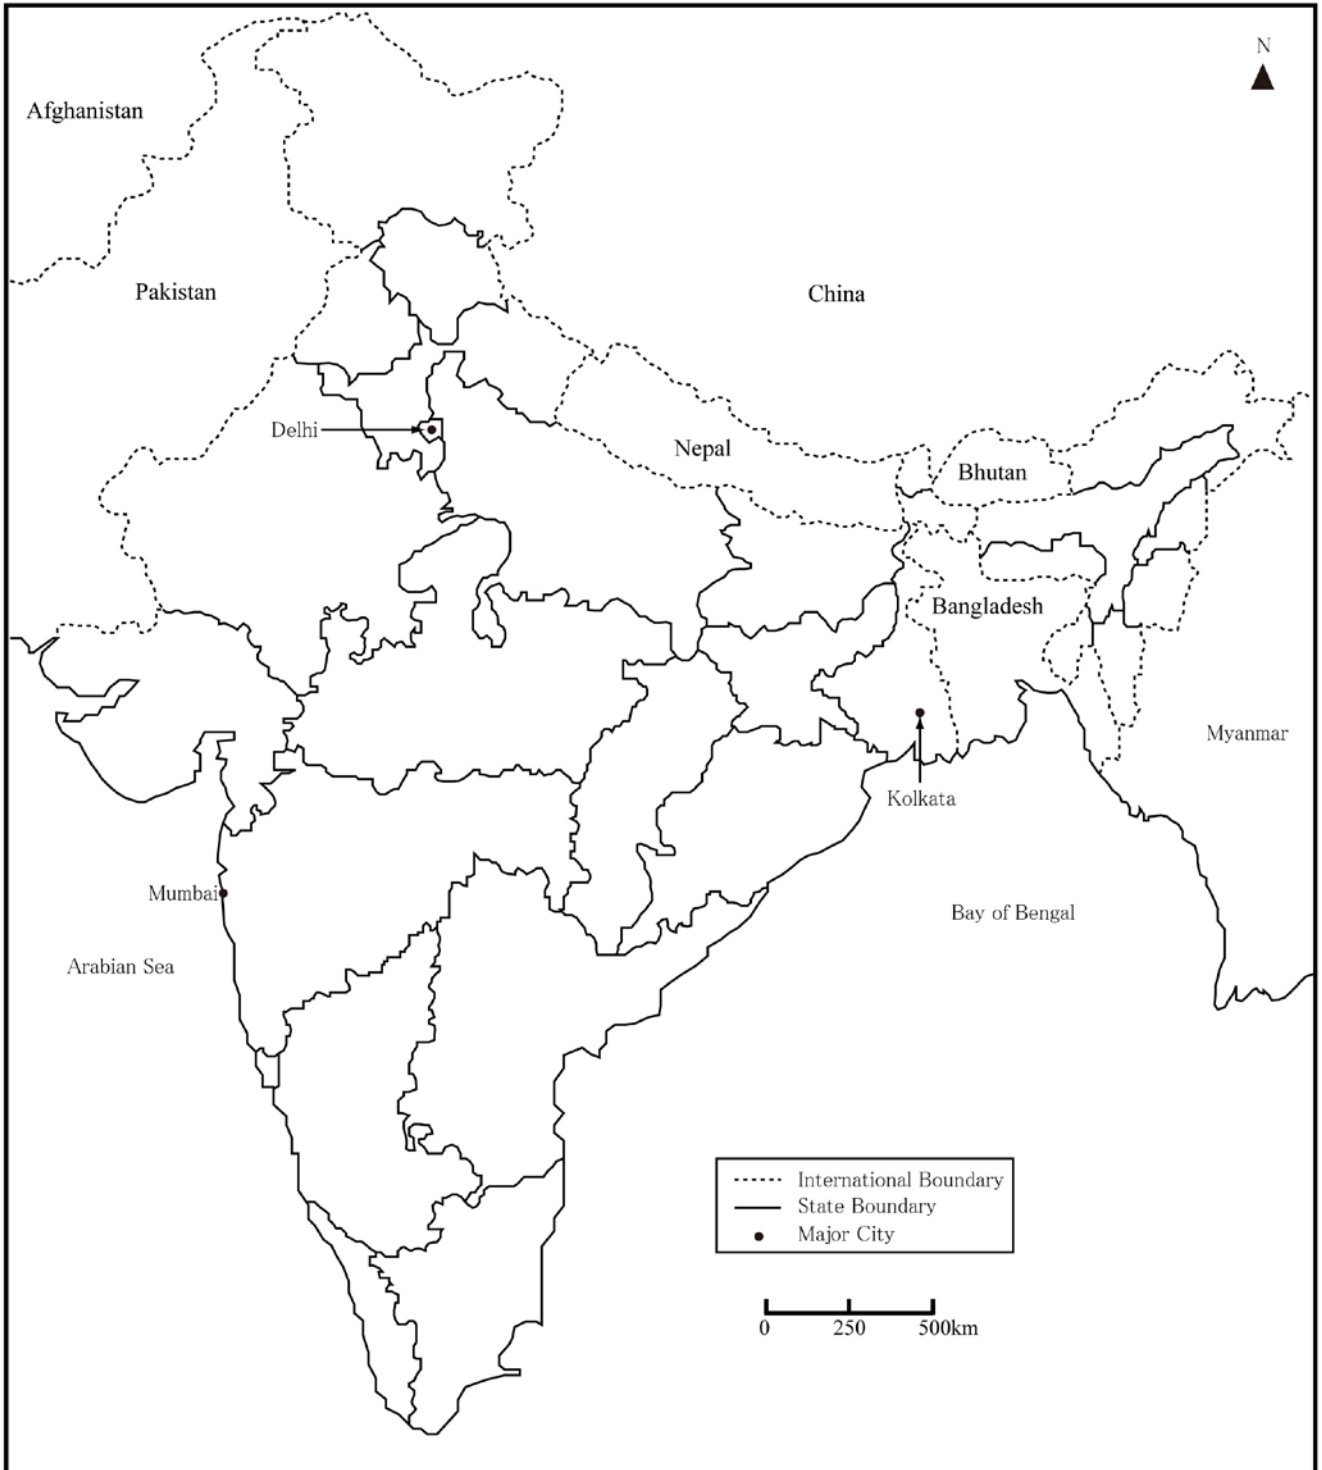 N
Afghanistan
Pakistan
China
Delhi
Nepal
Bhutan
Bangladesh
Myanmar
Kolkata
Mumbai
Bay of Bengal
Arabian Sea
International Boundary
State Boundary
Major City
0 250 500km